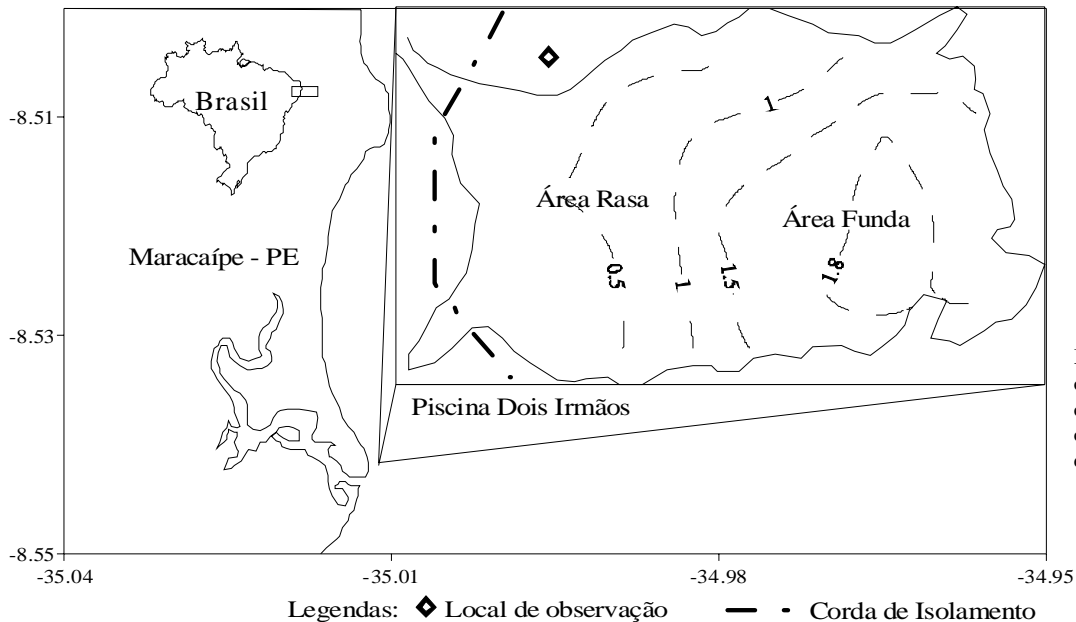 Brasil
-8.51
1
Área Rasa
Área Funda
Maracaípe - PE
0.5
1
1.5
1.8
-8.53
Piscina Dois Irmãos
-8.55
-35.04
-35.01
-34.98
-34.95
Legendas: Local de observação Corda de Isolamento